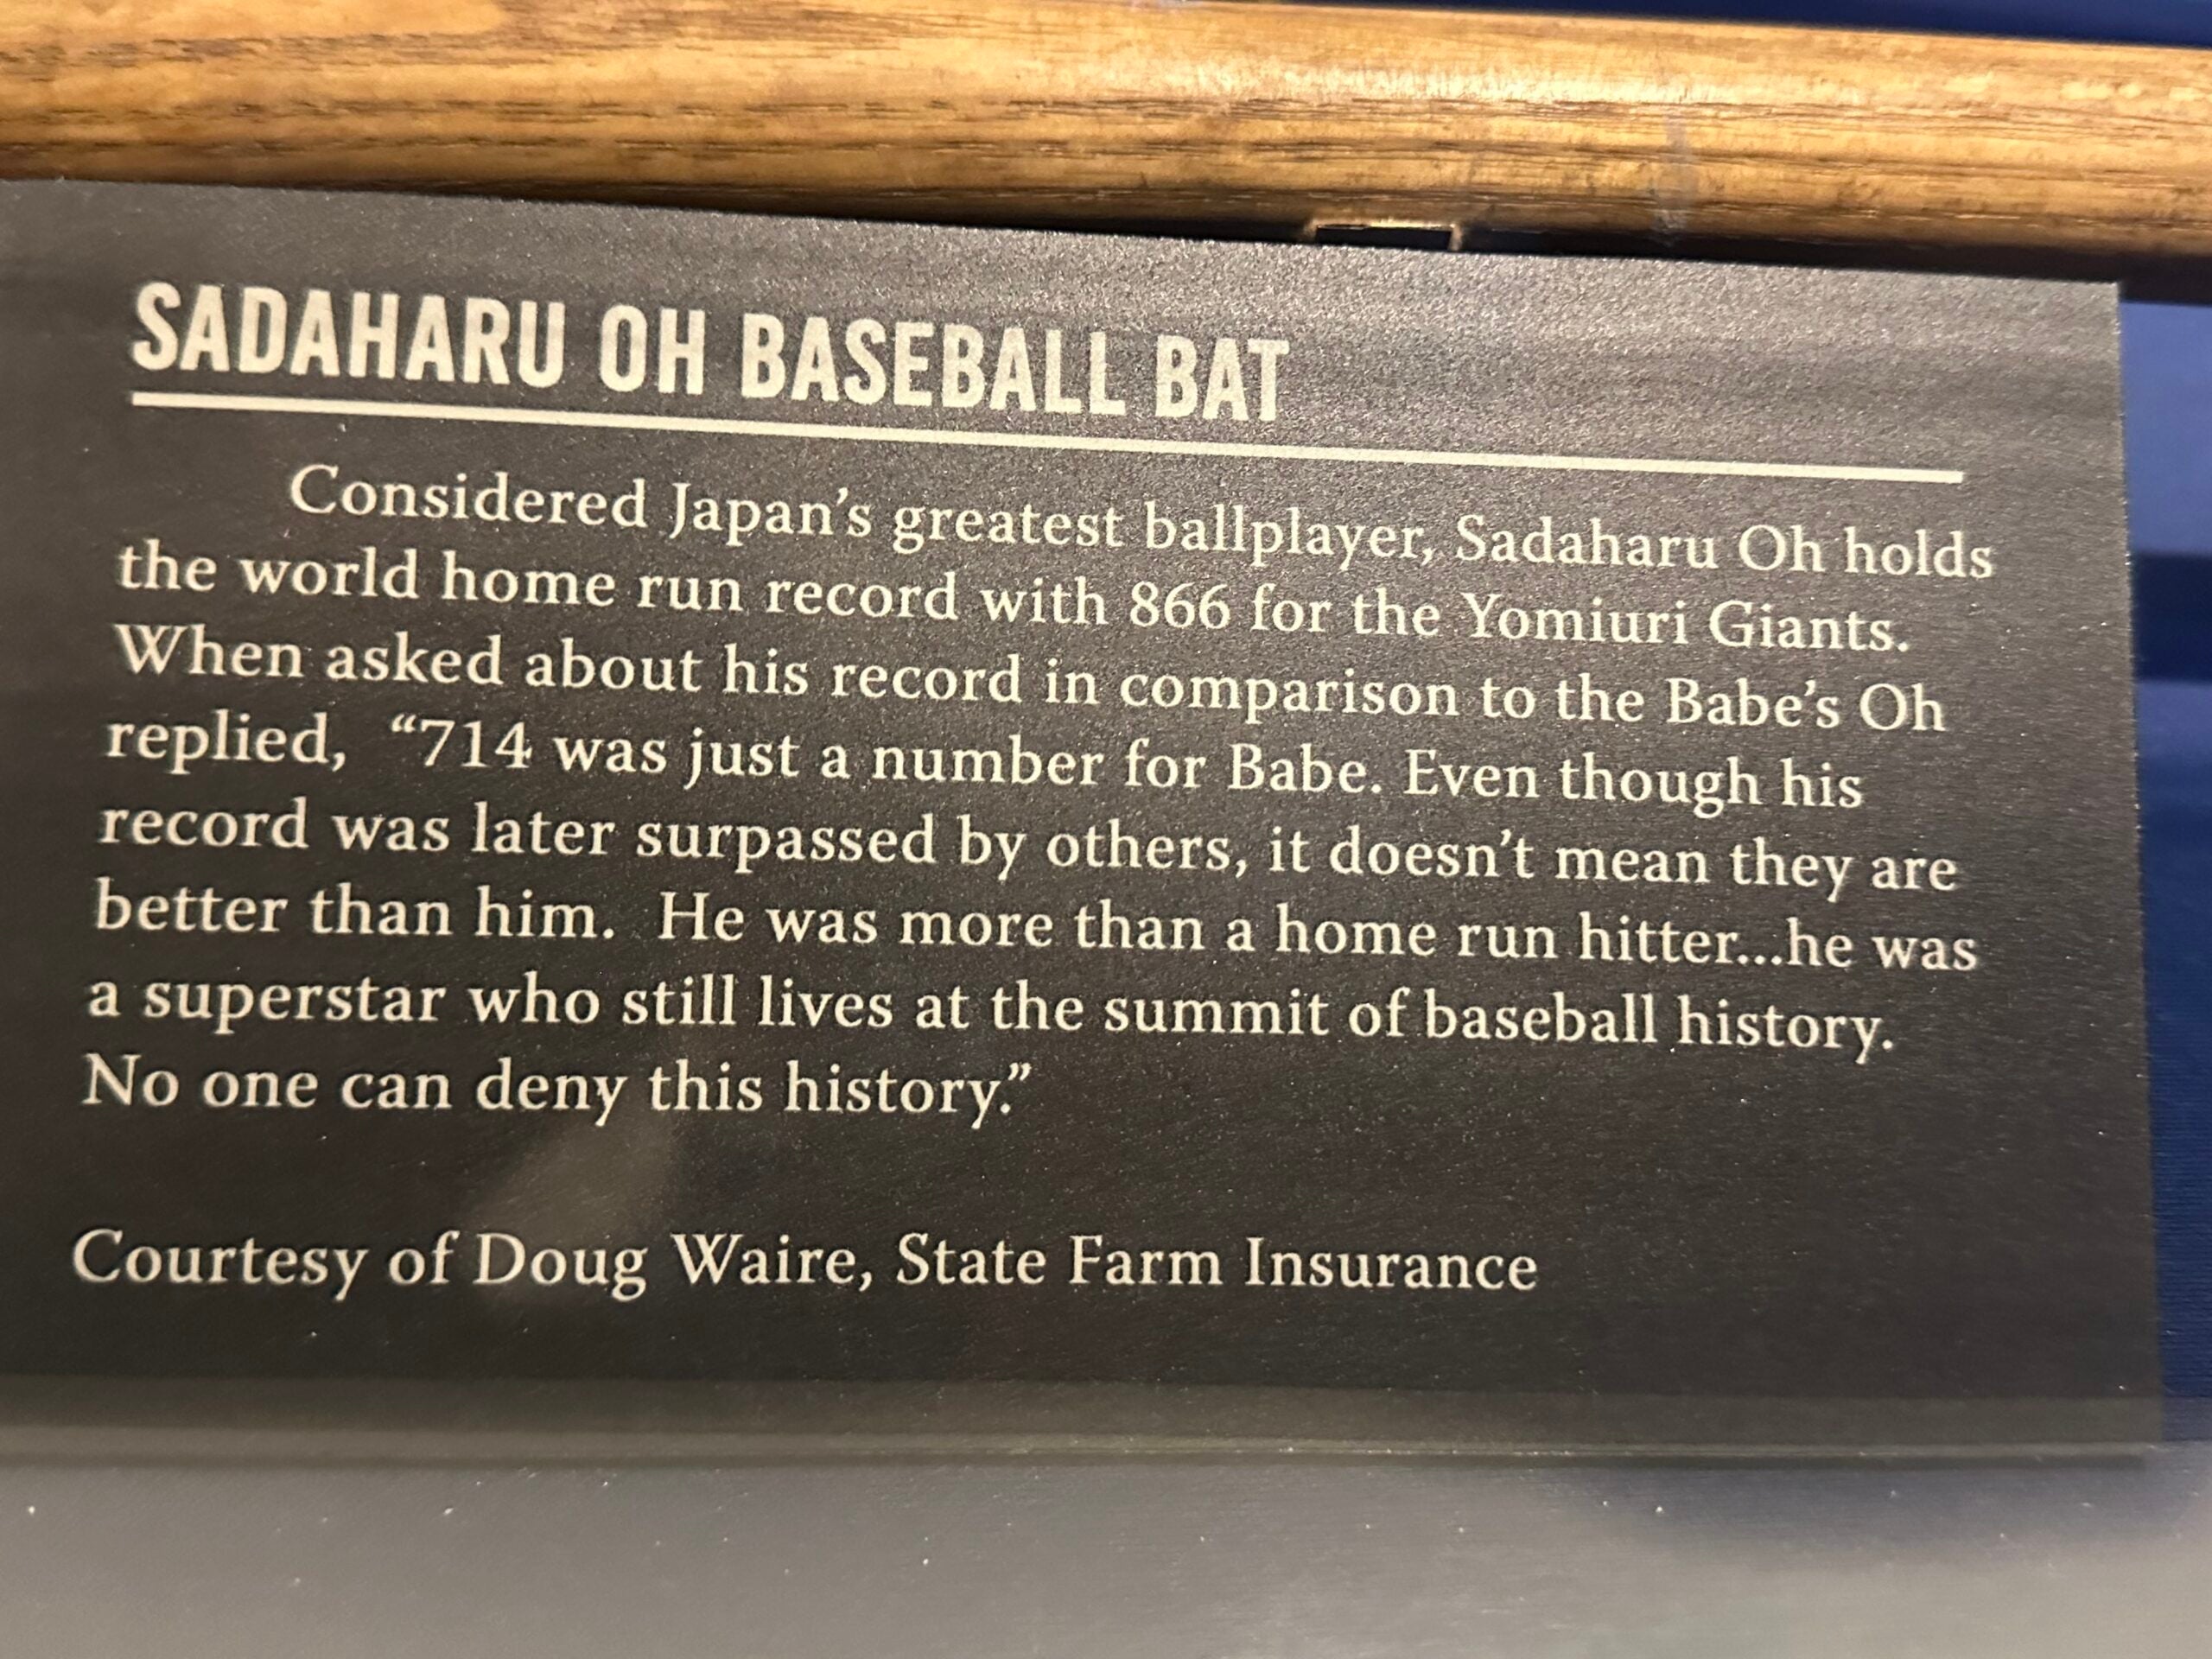 SADAHARU OH BASEBALL BAT
Considered Japan's greatest ballplayer, Sadaharu Oh holds
the world home run record with 866 for the Yomiuri Giants.
When asked about his record in comparison to the Babe's Oh
replied, “714 was just a number for Babe. Even though his
record was later surpassed by others, it doesn't mean they are
better than him. He was more than a home run hitter...he was
a superstar who still lives at the summit of baseball history.
No one can deny this history.”
Courtesy of Doug Waire, State Farm Insurance